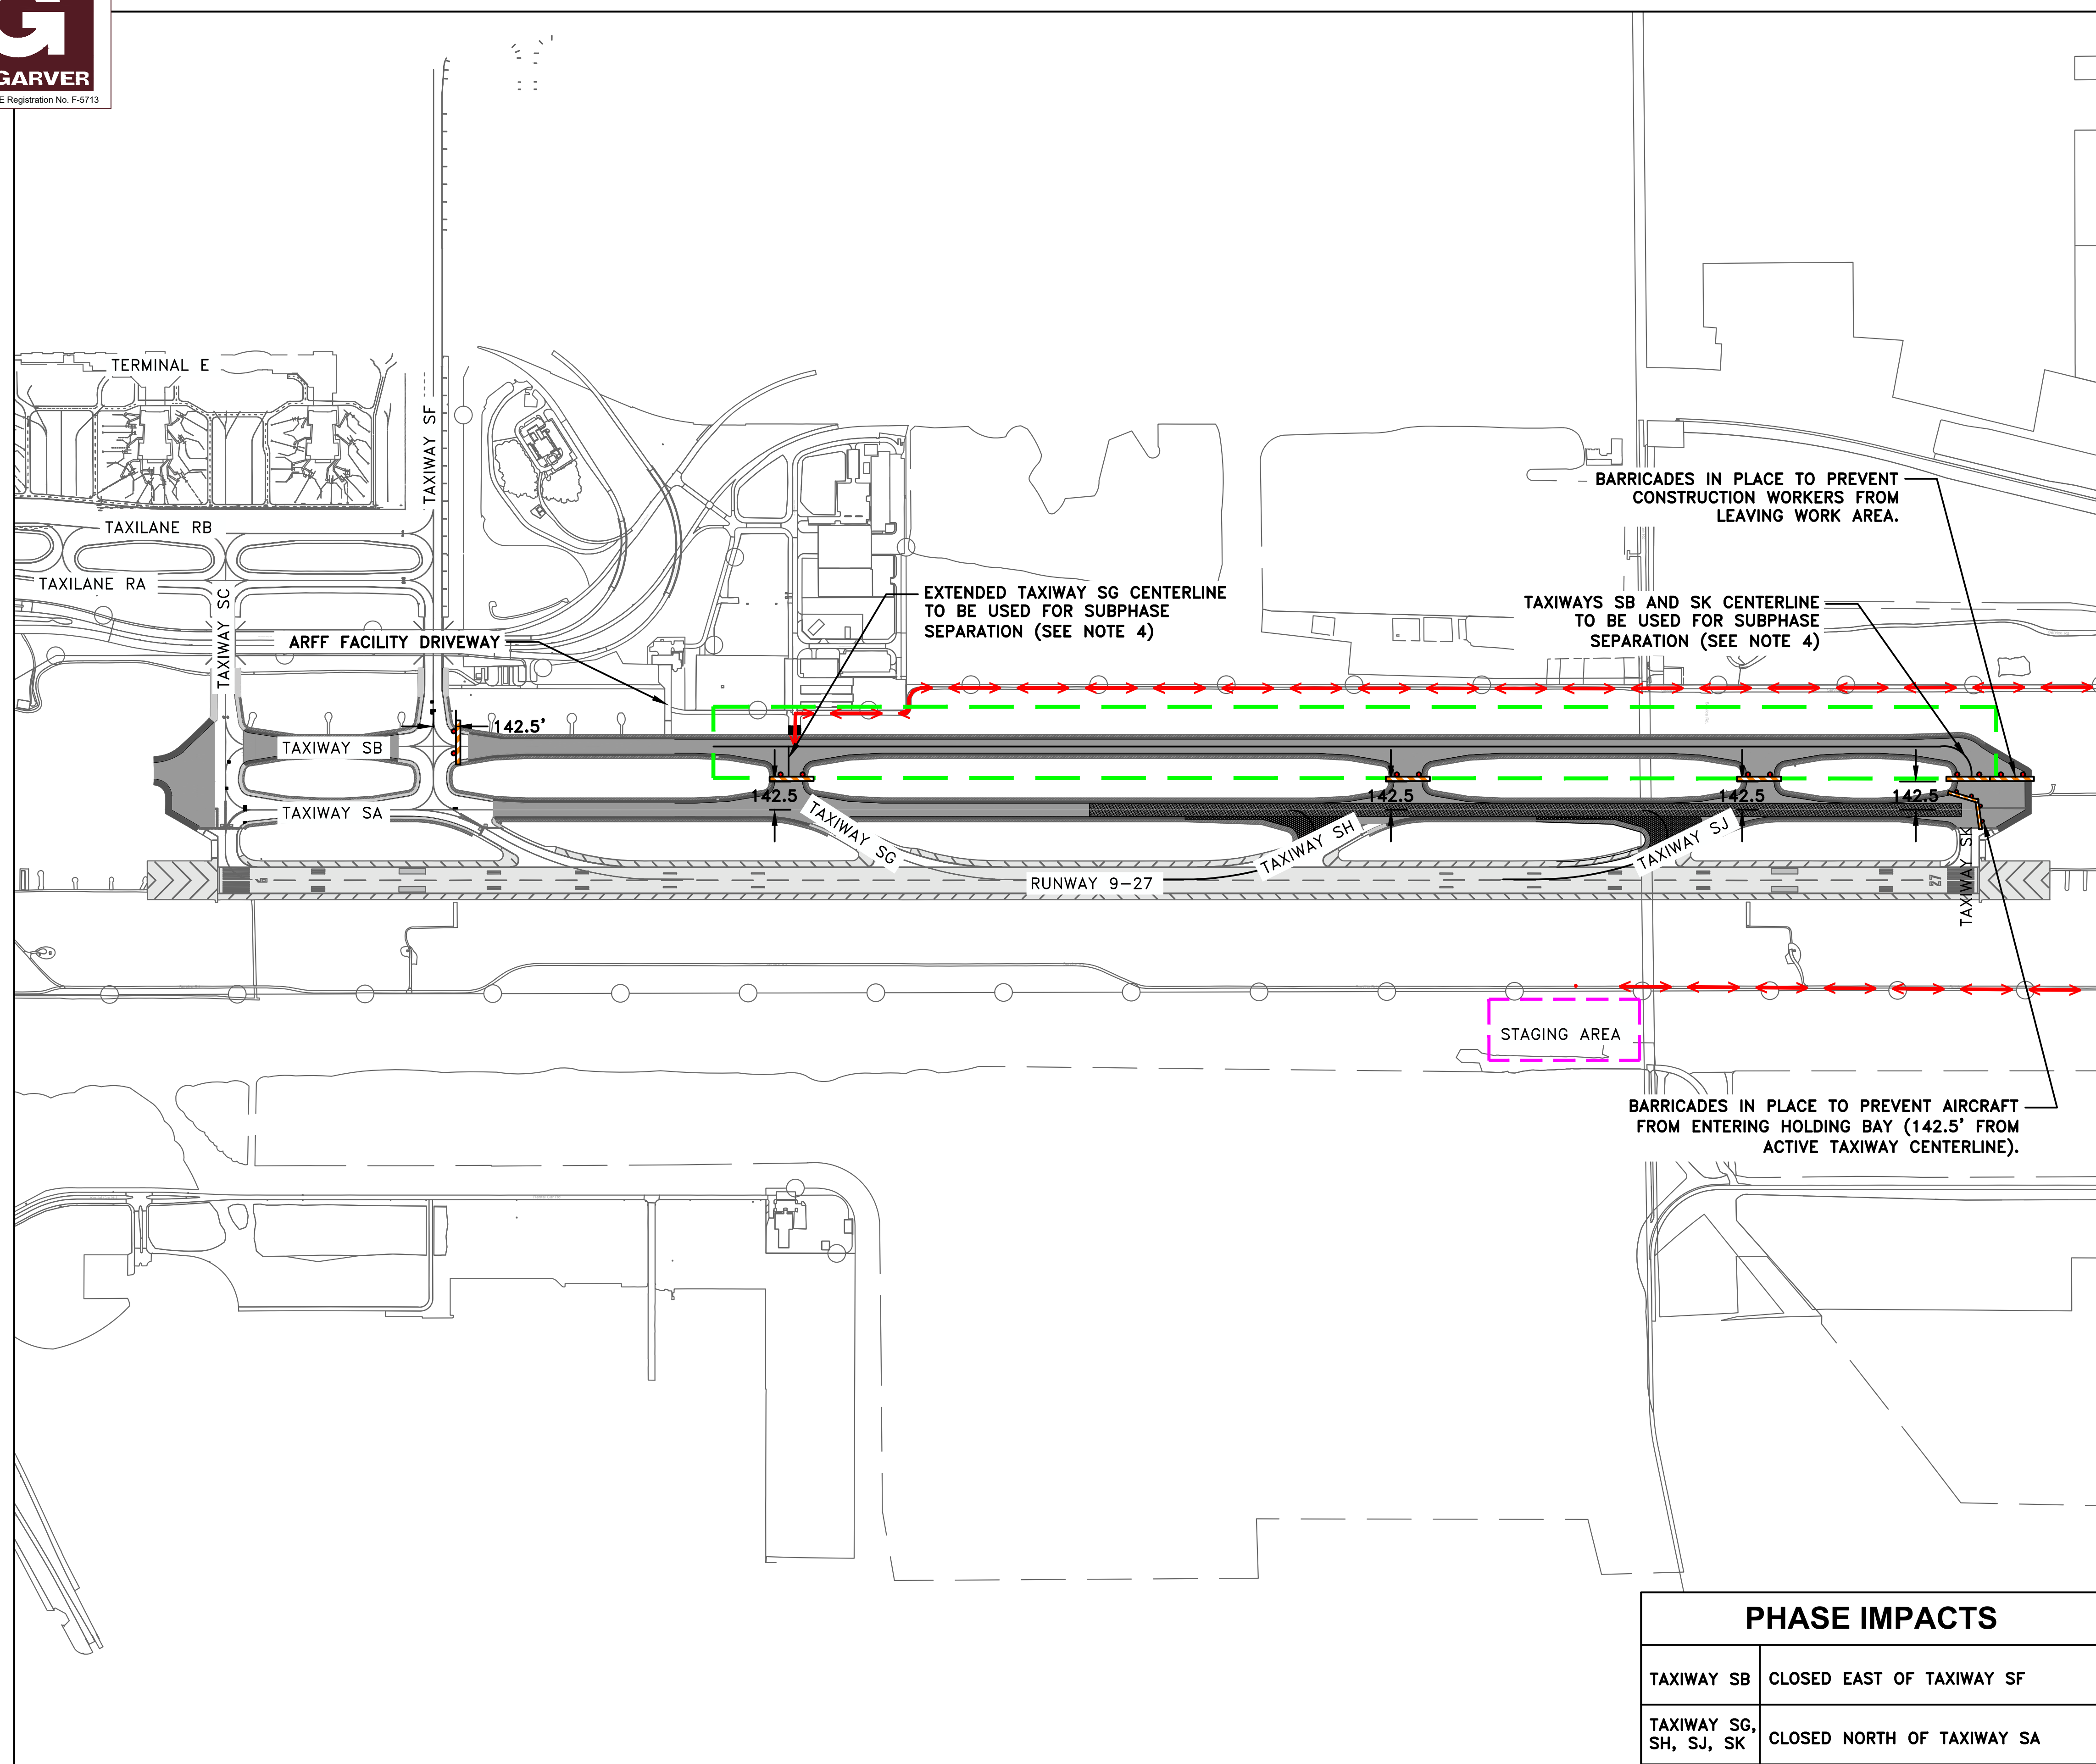 G
GARVER
E Registration No. F-5713
TERMINAL E
TAXIWAY SF
TAXILANE RB
TAXILANE RA
TAXIWAY SC
ARFF FACILITY DRIVEWAY
EXTENDED TAXIWAY SG CENTERLINE
TO BE USED FOR SUBPHASE
SEPARATION (SEE NOTE 4)
BARRICADES IN PLACE TO PREVENT
CONSTRUCTION WORKERS FROM
LEAVING WORK AREA.
TAXIWAYS SB AND SK CENTERLINE
TO BE USED FOR SUBPHASE
SEPARATION (SEE NOTE 4)
142.5'
TAXIWAY SB
142.5
142.5
142.5
142.5
TAXIWAY SA
TAXIWAY SG
TAXIWAY SH
TAXIWAY SJ
TAXIWAY SK
RUNWAY 9-27
27
STAGING AREA
BARRICADES IN PLACE TO PREVENT AIRCRAFT
FROM ENTERING HOLDING BAY (142.5' FROM
ACTIVE TAXIWAY CENTERLINE).
PHASE IMPACTS
TAXIWAY SB CLOSED EAST OF TAXIWAY SF
TAXIWAY SG,
SH, SJ, SK CLOSED NORTH OF TAXIWAY SA